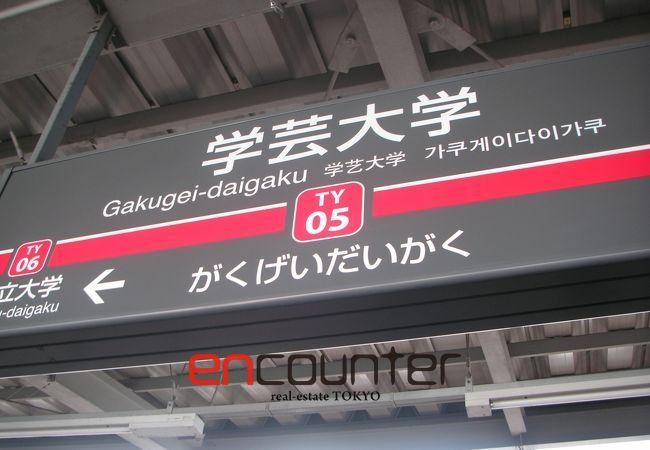 学芸大学
Gakugei-daigaku 学艺大学 가쿠게이다이가쿠
TY
05
がくげいだいがく
TY
06
立大学
-daigaku
←
encounter
real-estate TOKYO